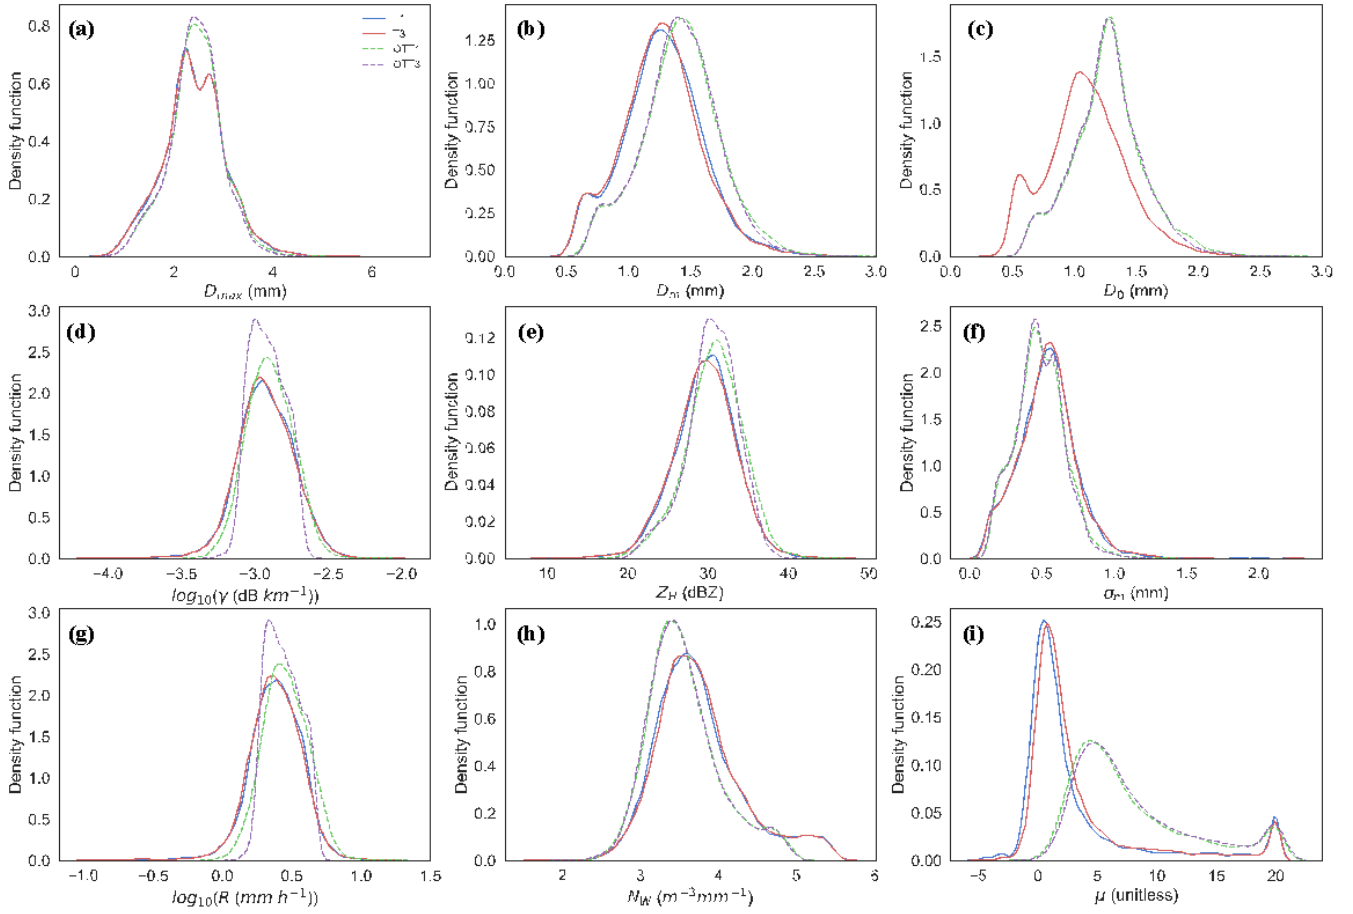 (a)
0.8
0.6
0.4
0.2
0.0
Density function
0 2 4 6
D_max (mm)
(b)
1.25
1.00
0.75
0.50
0.25
0.00
Density function
0.0 0.5 1.0 1.5 2.0 2.5 3.0
D_m (mm)
(c)
1.5
1.0
0.5
0.0
Density function
0.0 0.5 1.0 1.5 2.0 2.5 3.0
D_0 (mm)
(d)
3.0
2.5
2.0
1.5
1.0
0.5
0.0
Density function
−4.0 −3.5 −3.0 −2.5 −2.0
log₁₀(γ (dB km⁻¹))
(e)
0.12
0.10
0.08
0.06
0.04
0.02
0.00
Density function
10 20 30 40 50
Z_H (dBZ)
(f)
2.5
2.0
1.5
1.0
0.5
0.0
Density function
0.0 0.5 1.0 1.5 2.0
σ_m (mm)
(g)
3.0
2.5
2.0
1.5
1.0
0.5
0.0
Density function
−1.0 −0.5 0.0 0.5 1.0 1.5
log₁₀(R (mm h⁻¹))
(h)
1.0
0.8
0.6
0.4
0.2
0.0
Density function
2 3 4 5 6
N_W (m⁻³mm⁻¹)
(i)
0.25
0.20
0.15
0.10
0.05
0.00
Density function
−5 0 5 10 15 20
μ (unitless)